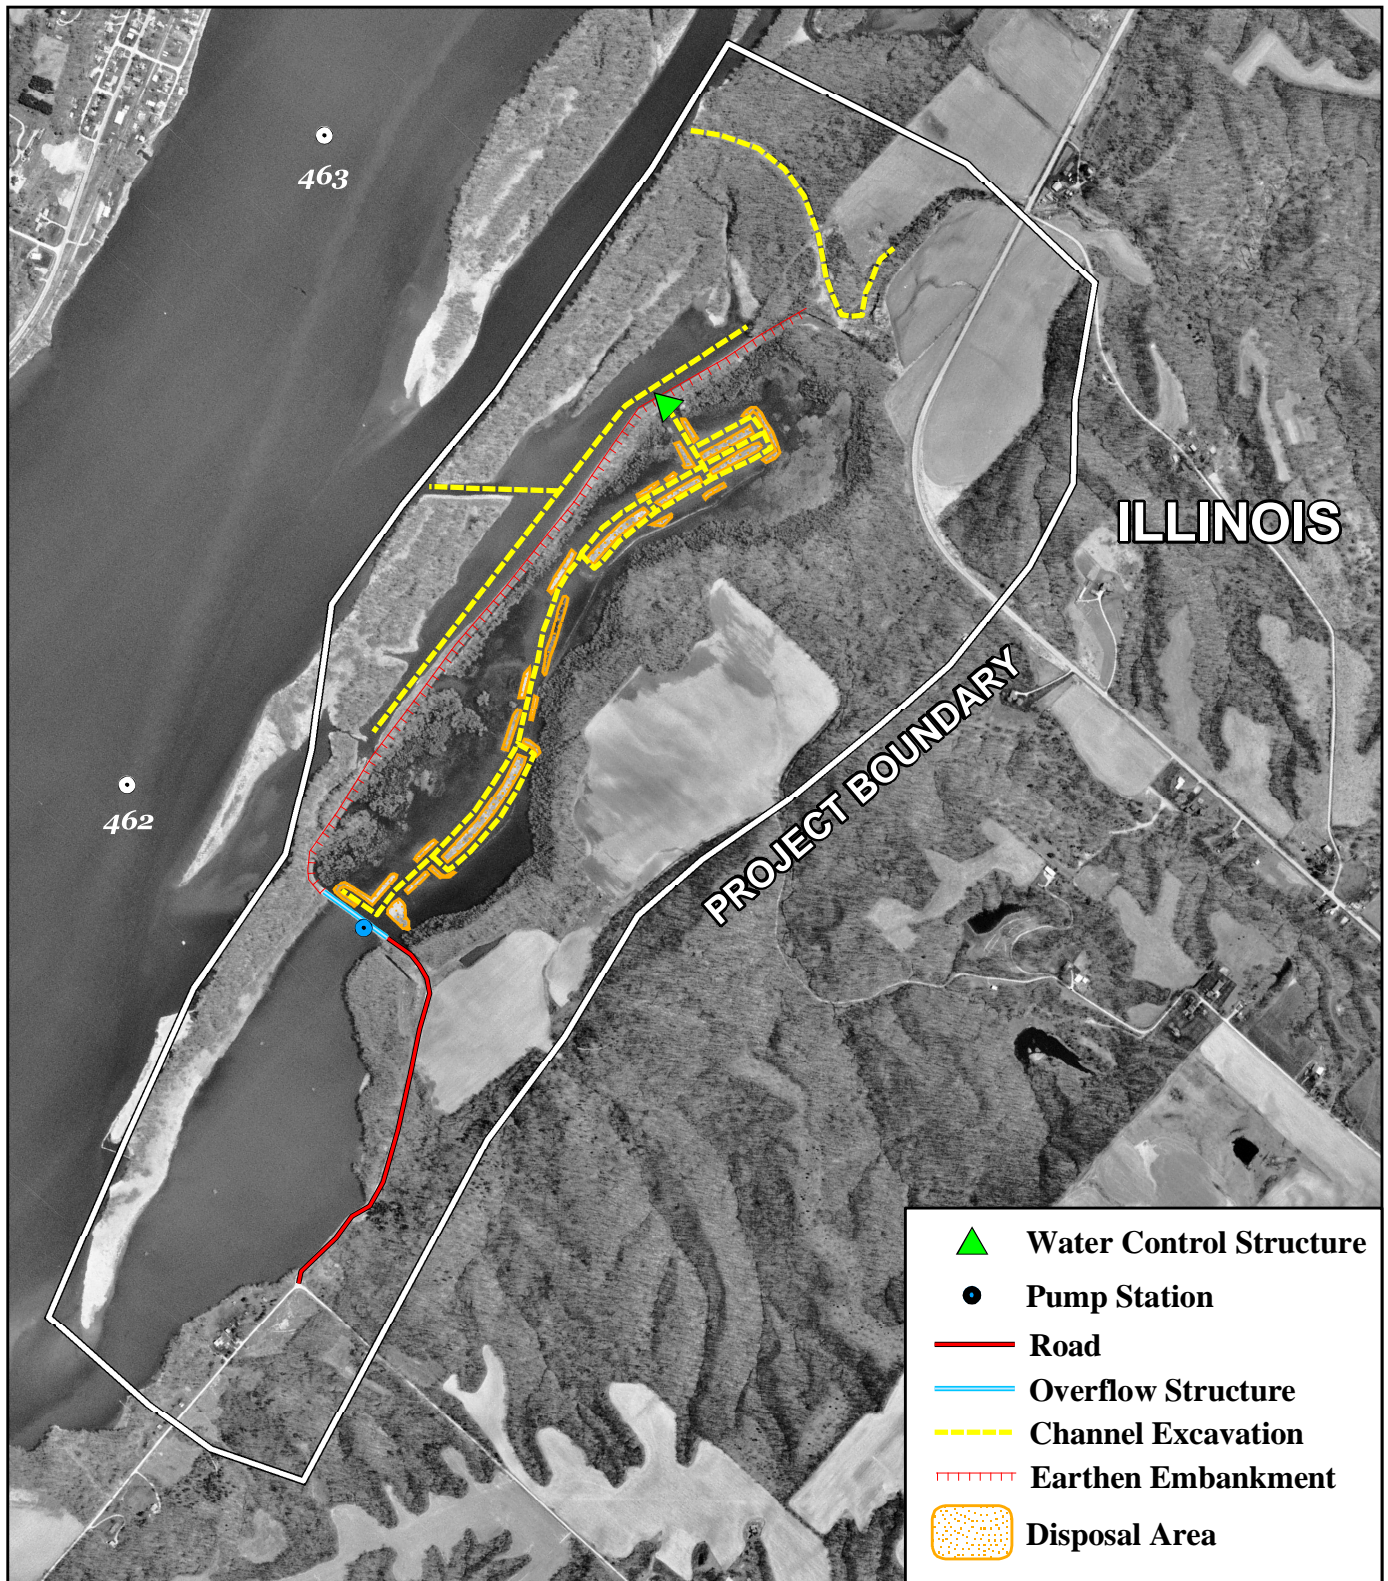 463
ILLINOIS
PROJECT BOUNDARY
462
Water Control Structure
Pump Station
Road
Overflow Structure
Channel Excavation
Earthen Embankment
Disposal Area